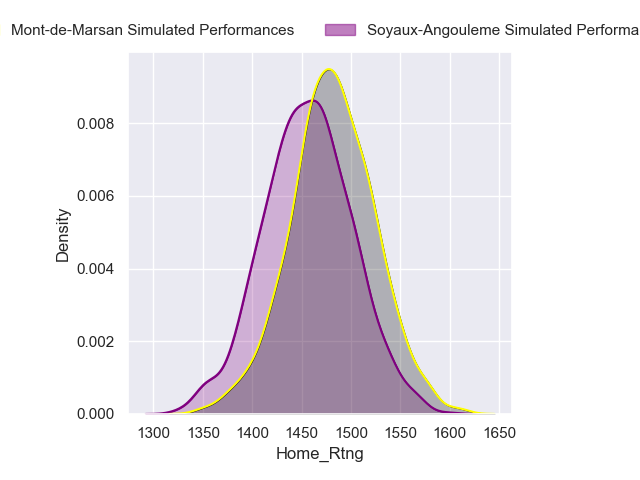 Mont-de-Marsan Simulated Performances
Soyaux-Angouleme Simulated Performa
0.008
0.006
0.004
0.002
0.000
Density
1300 1350 1400 1450 1500 1550 1600 1650
Home_Rtng